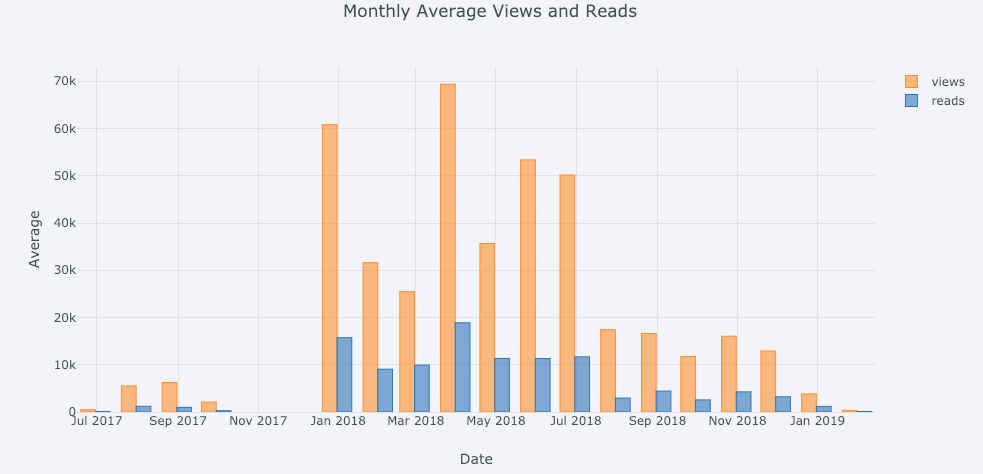 Monthly Average Views and Reads
views
reads
70k
60k
50k
40k
30k
20k
10k
0
Average
Jul 2017 Sep 2017 Nov 2017 Jan 2018 Mar 2018 May 2018 Jul 2018 Sep 2018 Nov 2018 Jan 2019
Date